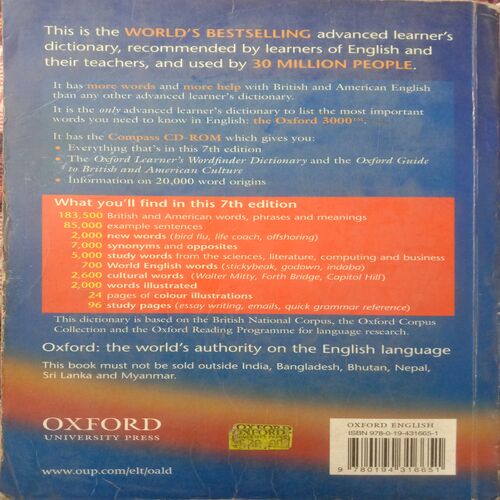 This is the WORLD'S BESTSELLING advanced learner's
dictionary, recommended by learners of English and
their teachers, and used by 30 MILLION PEOPLE.
It has more words and more help with British and American English
than any other advanced learner's dictionary.
It is the only advanced learner's dictionary to list the most important
words you need to know in English: the Oxford 3000™.
It has the Compass CD-ROM which gives you:
• Everything that's in this 7th edition
• The Oxford Learner's Wordfinder Dictionary and the Oxford Guide
to British and American Culture
• Information on 20,000 word origins
What you'll find in this 7th edition
183,500 British and American words, phrases and meanings
85,000 example sentences
2,000 new words (bird flu, life coach, offshoring)
7,000 synonyms and opposites
5,000 study words from the sciences, literature, computing and business
700 World English words (stickybeak, godown, indaba)
2,600 cultural words (Walter Mitty, Forth Bridge, Capitol Hill)
2,000 words illustrated
24 pages of colour illustrations
96 study pages (essay writing, emails, quick grammar reference)
This dictionary is based on the British National Corpus, the Oxford Corpus
Collection and the Oxford Reading Programme for language research.
Oxford: the world's authority on the English language
This book must not be sold outside India, Bangladesh, Bhutan, Nepal,
Sri Lanka and Myanmar.
OXFORD
UNIVERSITY PRESS
www.oup.com/elt/oald
OXFORD
OXFORD
OXFORD ENGLISH
ISBN 978-0-19-431665-1
9 780194 316651